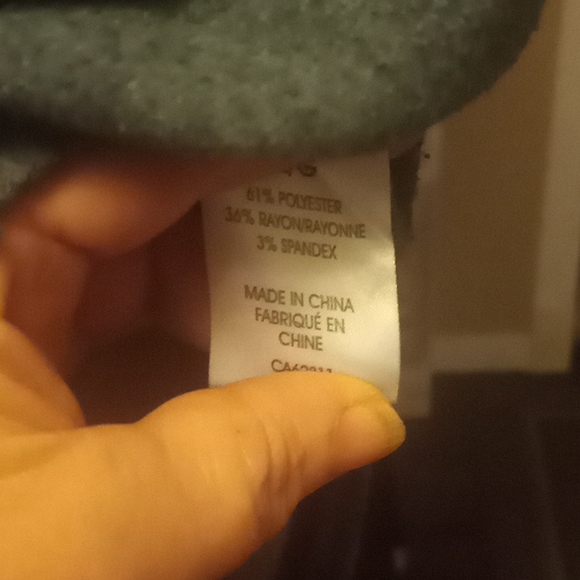 61% POLYESTER
36% RAYON/RAYONNE
3% SPANDEX
MADE IN CHINA
FABRIQUÉ EN
CHINE